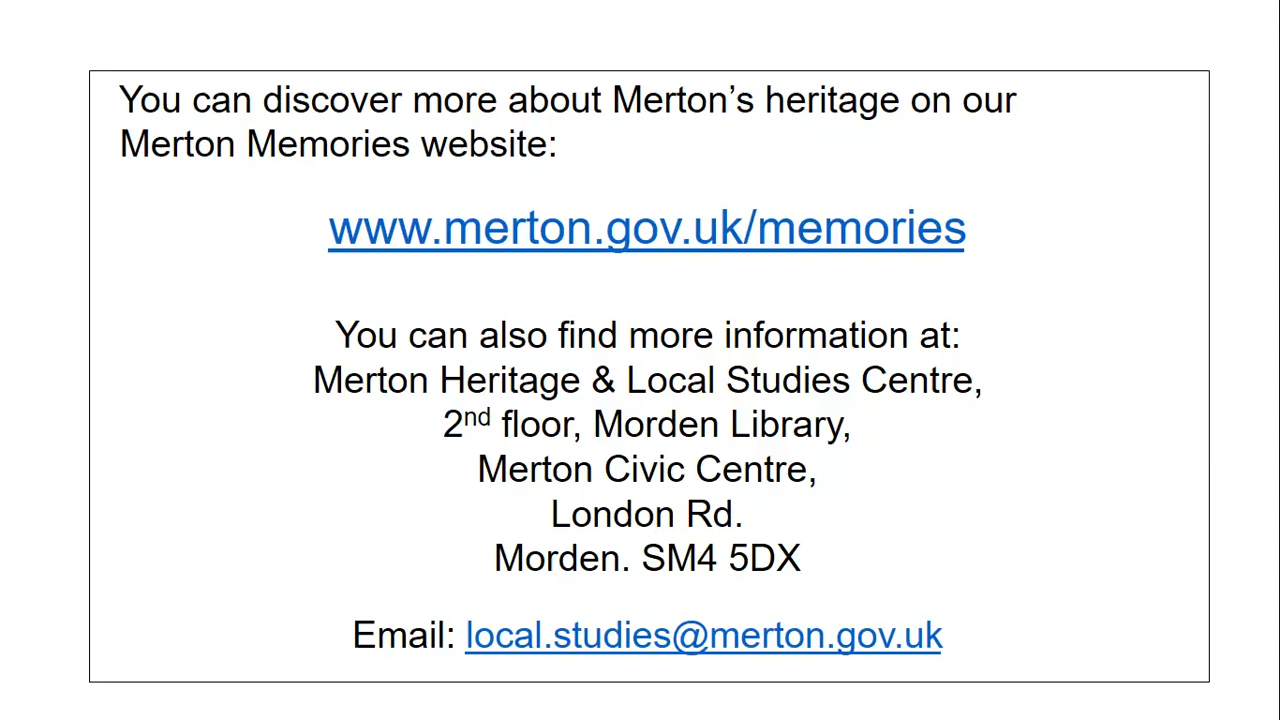 You can discover more about Merton’s heritage on our
Merton Memories website:
www.merton.gov.uk/memories
You can also find more information at:
Merton Heritage & Local Studies Centre,
2nd floor, Morden Library,
Merton Civic Centre,
London Rd.
Morden. SM4 5DX
Email: local.studies@merton.gov.uk